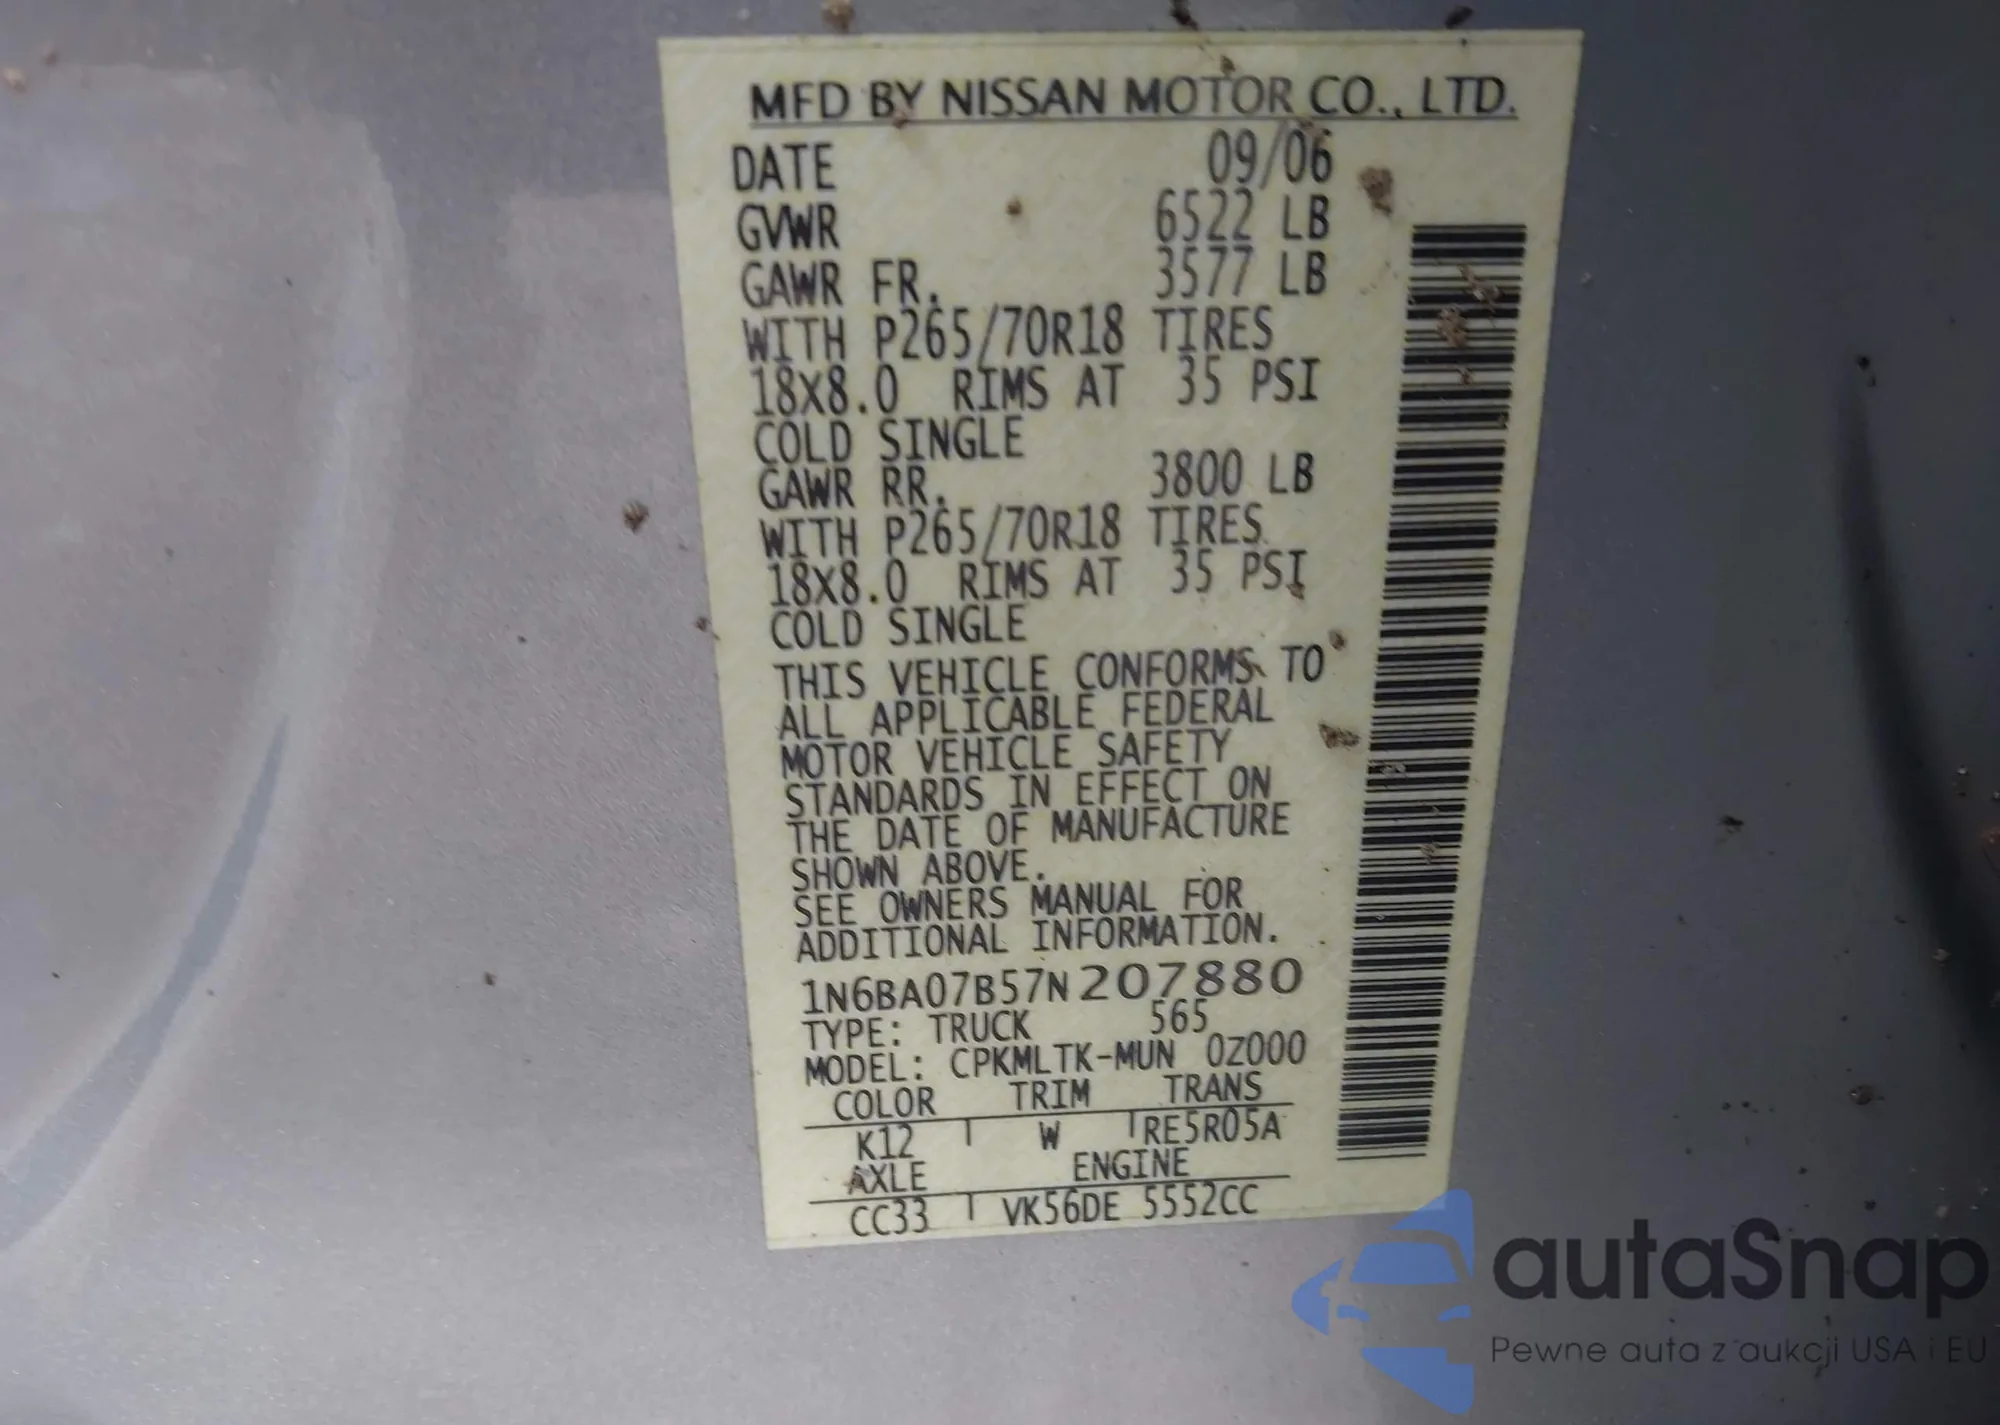 MFD BY NISSAN MOTOR CO., LTD.
DATE 09/06
GVWR 6522 LB
GAWR FR. 3577 LB
WITH P265/70R18 TIRES
18X8.0 RIMS AT 35 PSI
COLD SINGLE
GAWR RR. 3800 LB
WITH P265/70R18 TIRES
18X8.0 RIMS AT 35 PSI
COLD SINGLE
THIS VEHICLE CONFORMS TO
ALL APPLICABLE FEDERAL
MOTOR VEHICLE SAFETY
STANDARDS IN EFFECT ON
THE DATE OF MANUFACTURE
SHOWN ABOVE.
SEE OWNERS MANUAL FOR
ADDITIONAL INFORMATION.
1N6BA07B57N207880
TYPE: TRUCK 565
MODEL: CPKMLTK-MUN 0Z000
COLOR TRIM TRANS
K12 W RE5R05A
AXLE ENGINE
CC33 VK56DE 5552CC
autaSnap
Pewne auta z aukcji USA i EU